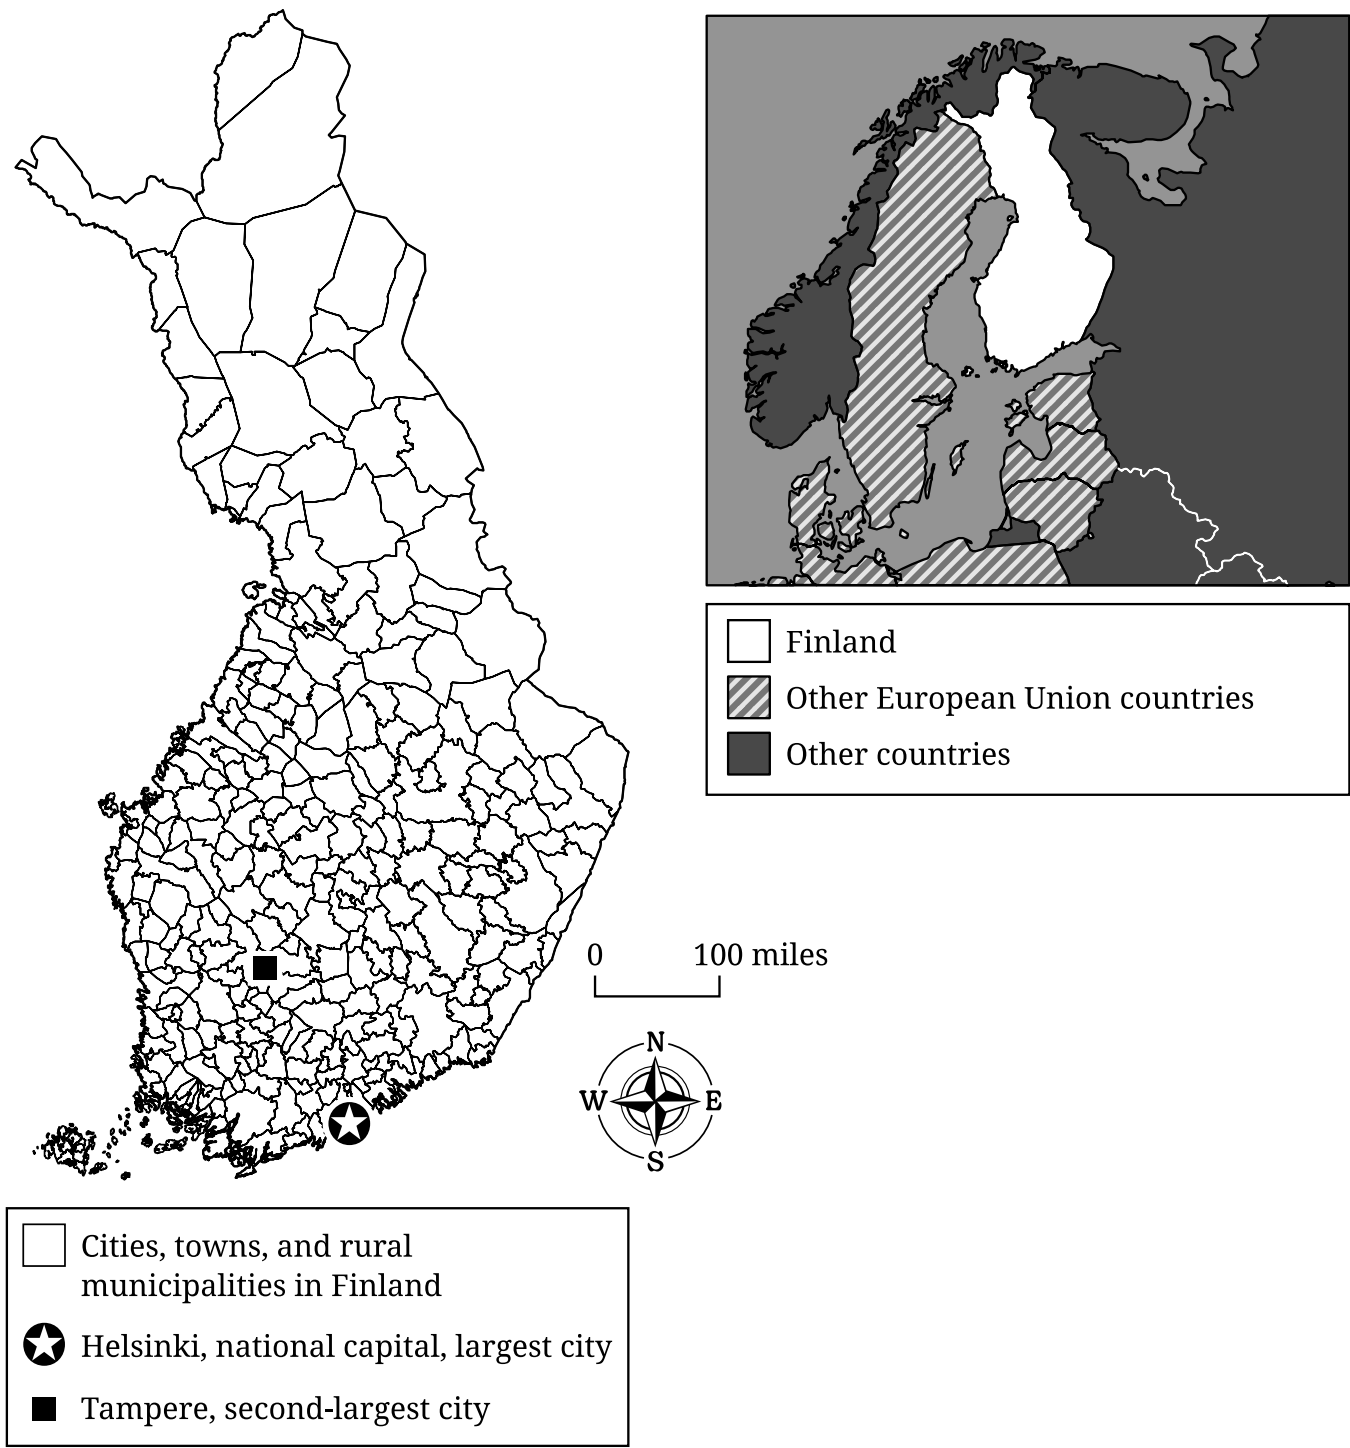 Finland
Other European Union countries
Other countries
0 100 miles
N
W E
S
Cities, towns, and rural
municipalities in Finland
Helsinki, national capital, largest city
Tampere, second-largest city